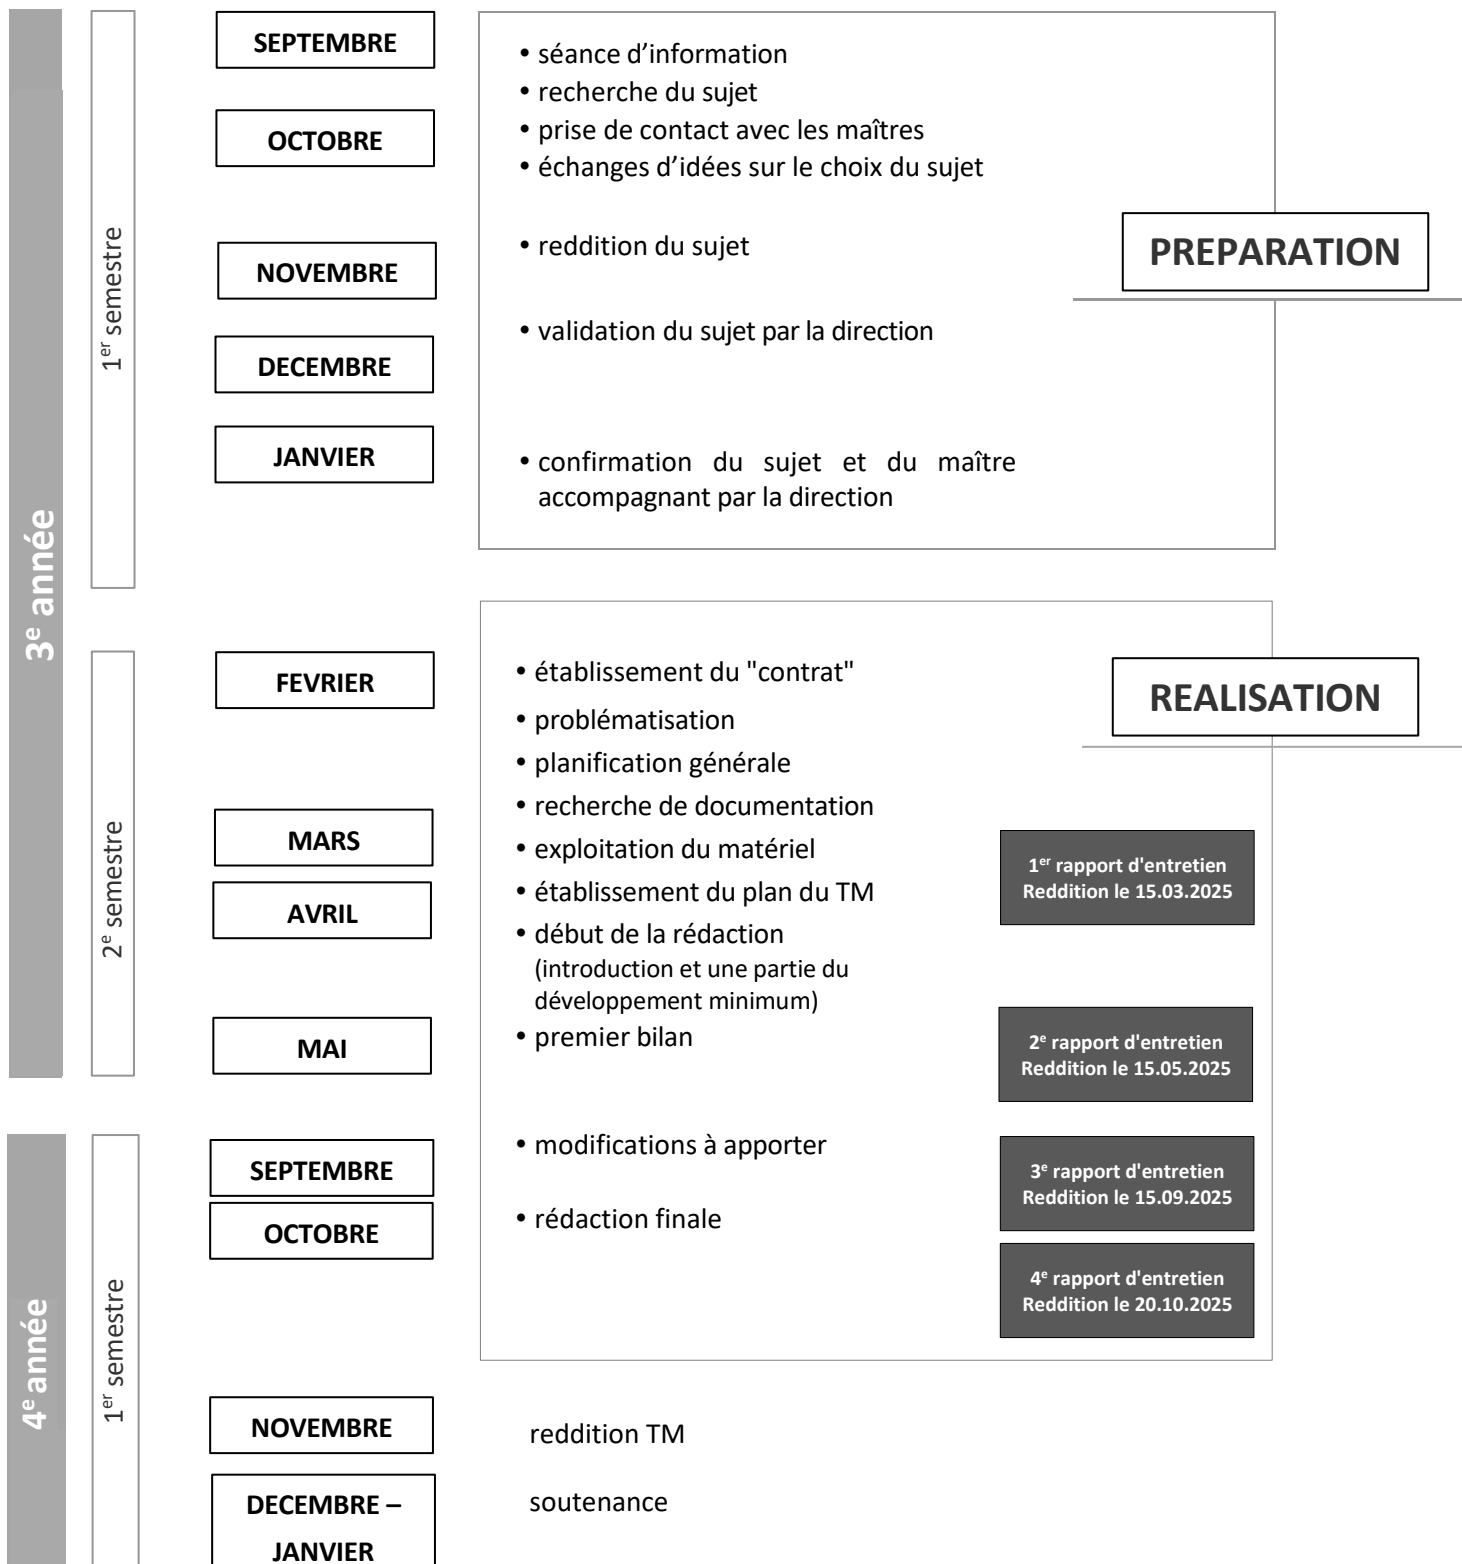 3e année
1er semestre
SEPTEMBRE
OCTOBRE
NOVEMBRE
DECEMBRE
JANVIER
• séance d’information
• recherche du sujet
• prise de contact avec les maîtres
• échanges d’idées sur le choix du sujet
• reddition du sujet
• validation du sujet par la direction
• confirmation du sujet et du maître
accompagnant par la direction
PREPARATION
2e semestre
FEVRIER
MARS
AVRIL
MAI
• établissement du "contrat"
• problématisation
• planification générale
• recherche de documentation
• exploitation du matériel
• établissement du plan du TM
• début de la rédaction
(introduction et une partie du
développement minimum)
• premier bilan
REALISATION
1er rapport d'entretien
Reddition le 15.03.2025
2e rapport d'entretien
Reddition le 15.05.2025
4e année
1er semestre
SEPTEMBRE
OCTOBRE
• modifications à apporter
• rédaction finale
3e rapport d'entretien
Reddition le 15.09.2025
4e rapport d'entretien
Reddition le 20.10.2025
NOVEMBRE
reddition TM
DECEMBRE –
JANVIER
soutenance